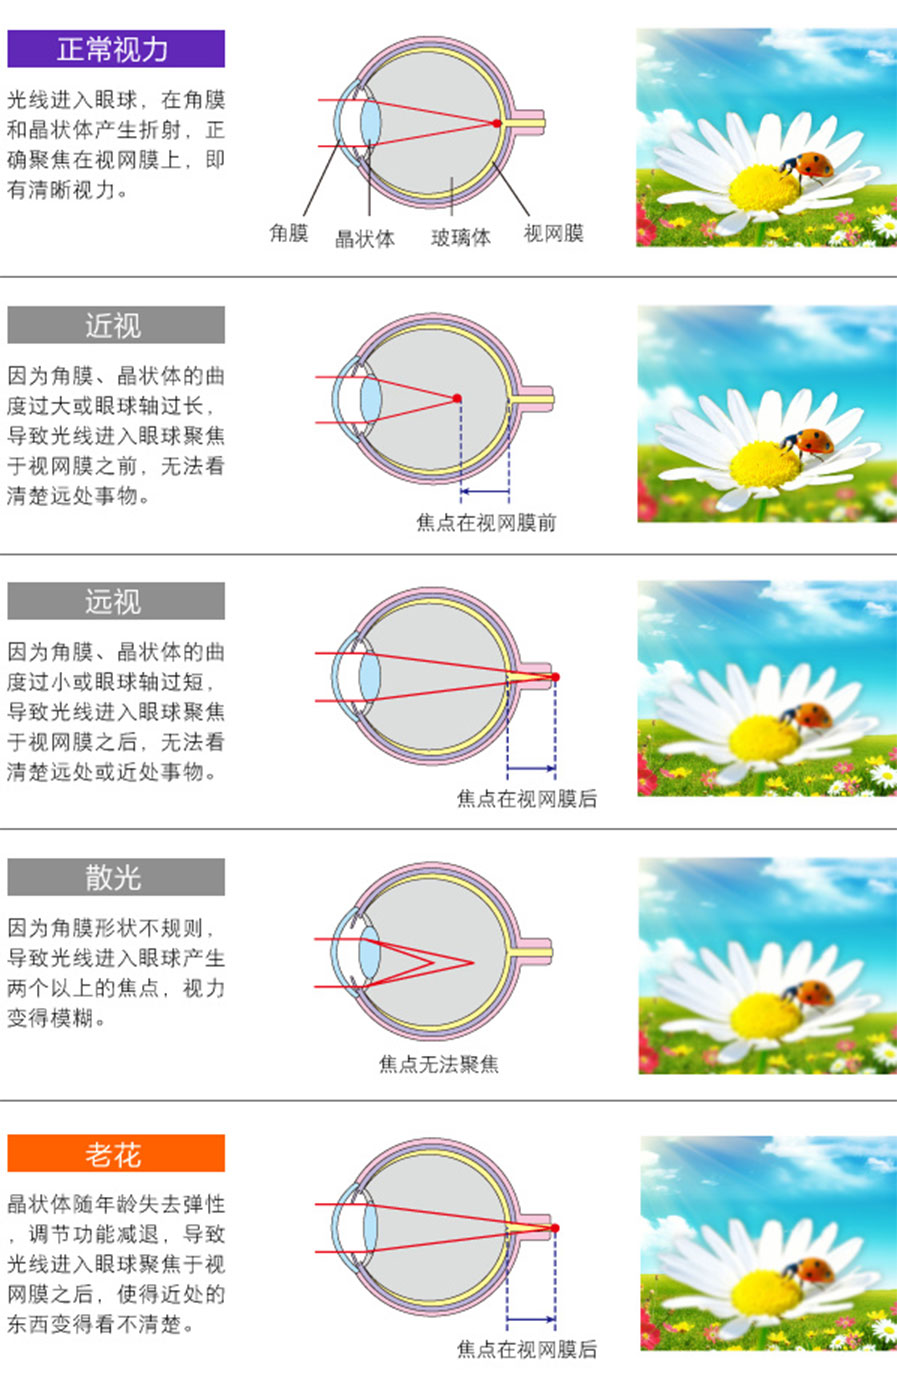 正常视力
光线进入眼球，在角膜
和晶状体产生折射，正
确聚焦在视网膜上，即
有清晰视力。
角膜
晶状体
玻璃体
视网膜
近视
因为角膜、晶状体的曲
度过大或眼球轴过长，
导致光线进入眼球聚焦
于视网膜之前，无法看
清楚远处事物。
焦点在视网膜前
远视
因为角膜、晶状体的曲
度过小或眼球轴过短，
导致光线进入眼球聚焦
于视网膜之后，无法看
清楚远处或近处事物。
焦点在视网膜后
散光
因为角膜形状不规则，
导致光线进入眼球产生
两个以上的焦点，视力
变得模糊。
焦点无法聚焦
老花
晶状体随年龄失去弹性
，调节功能减退，导致
光线进入眼球聚焦于视
网膜之后，使得近处的
东西变得看不清楚。
焦点在视网膜后